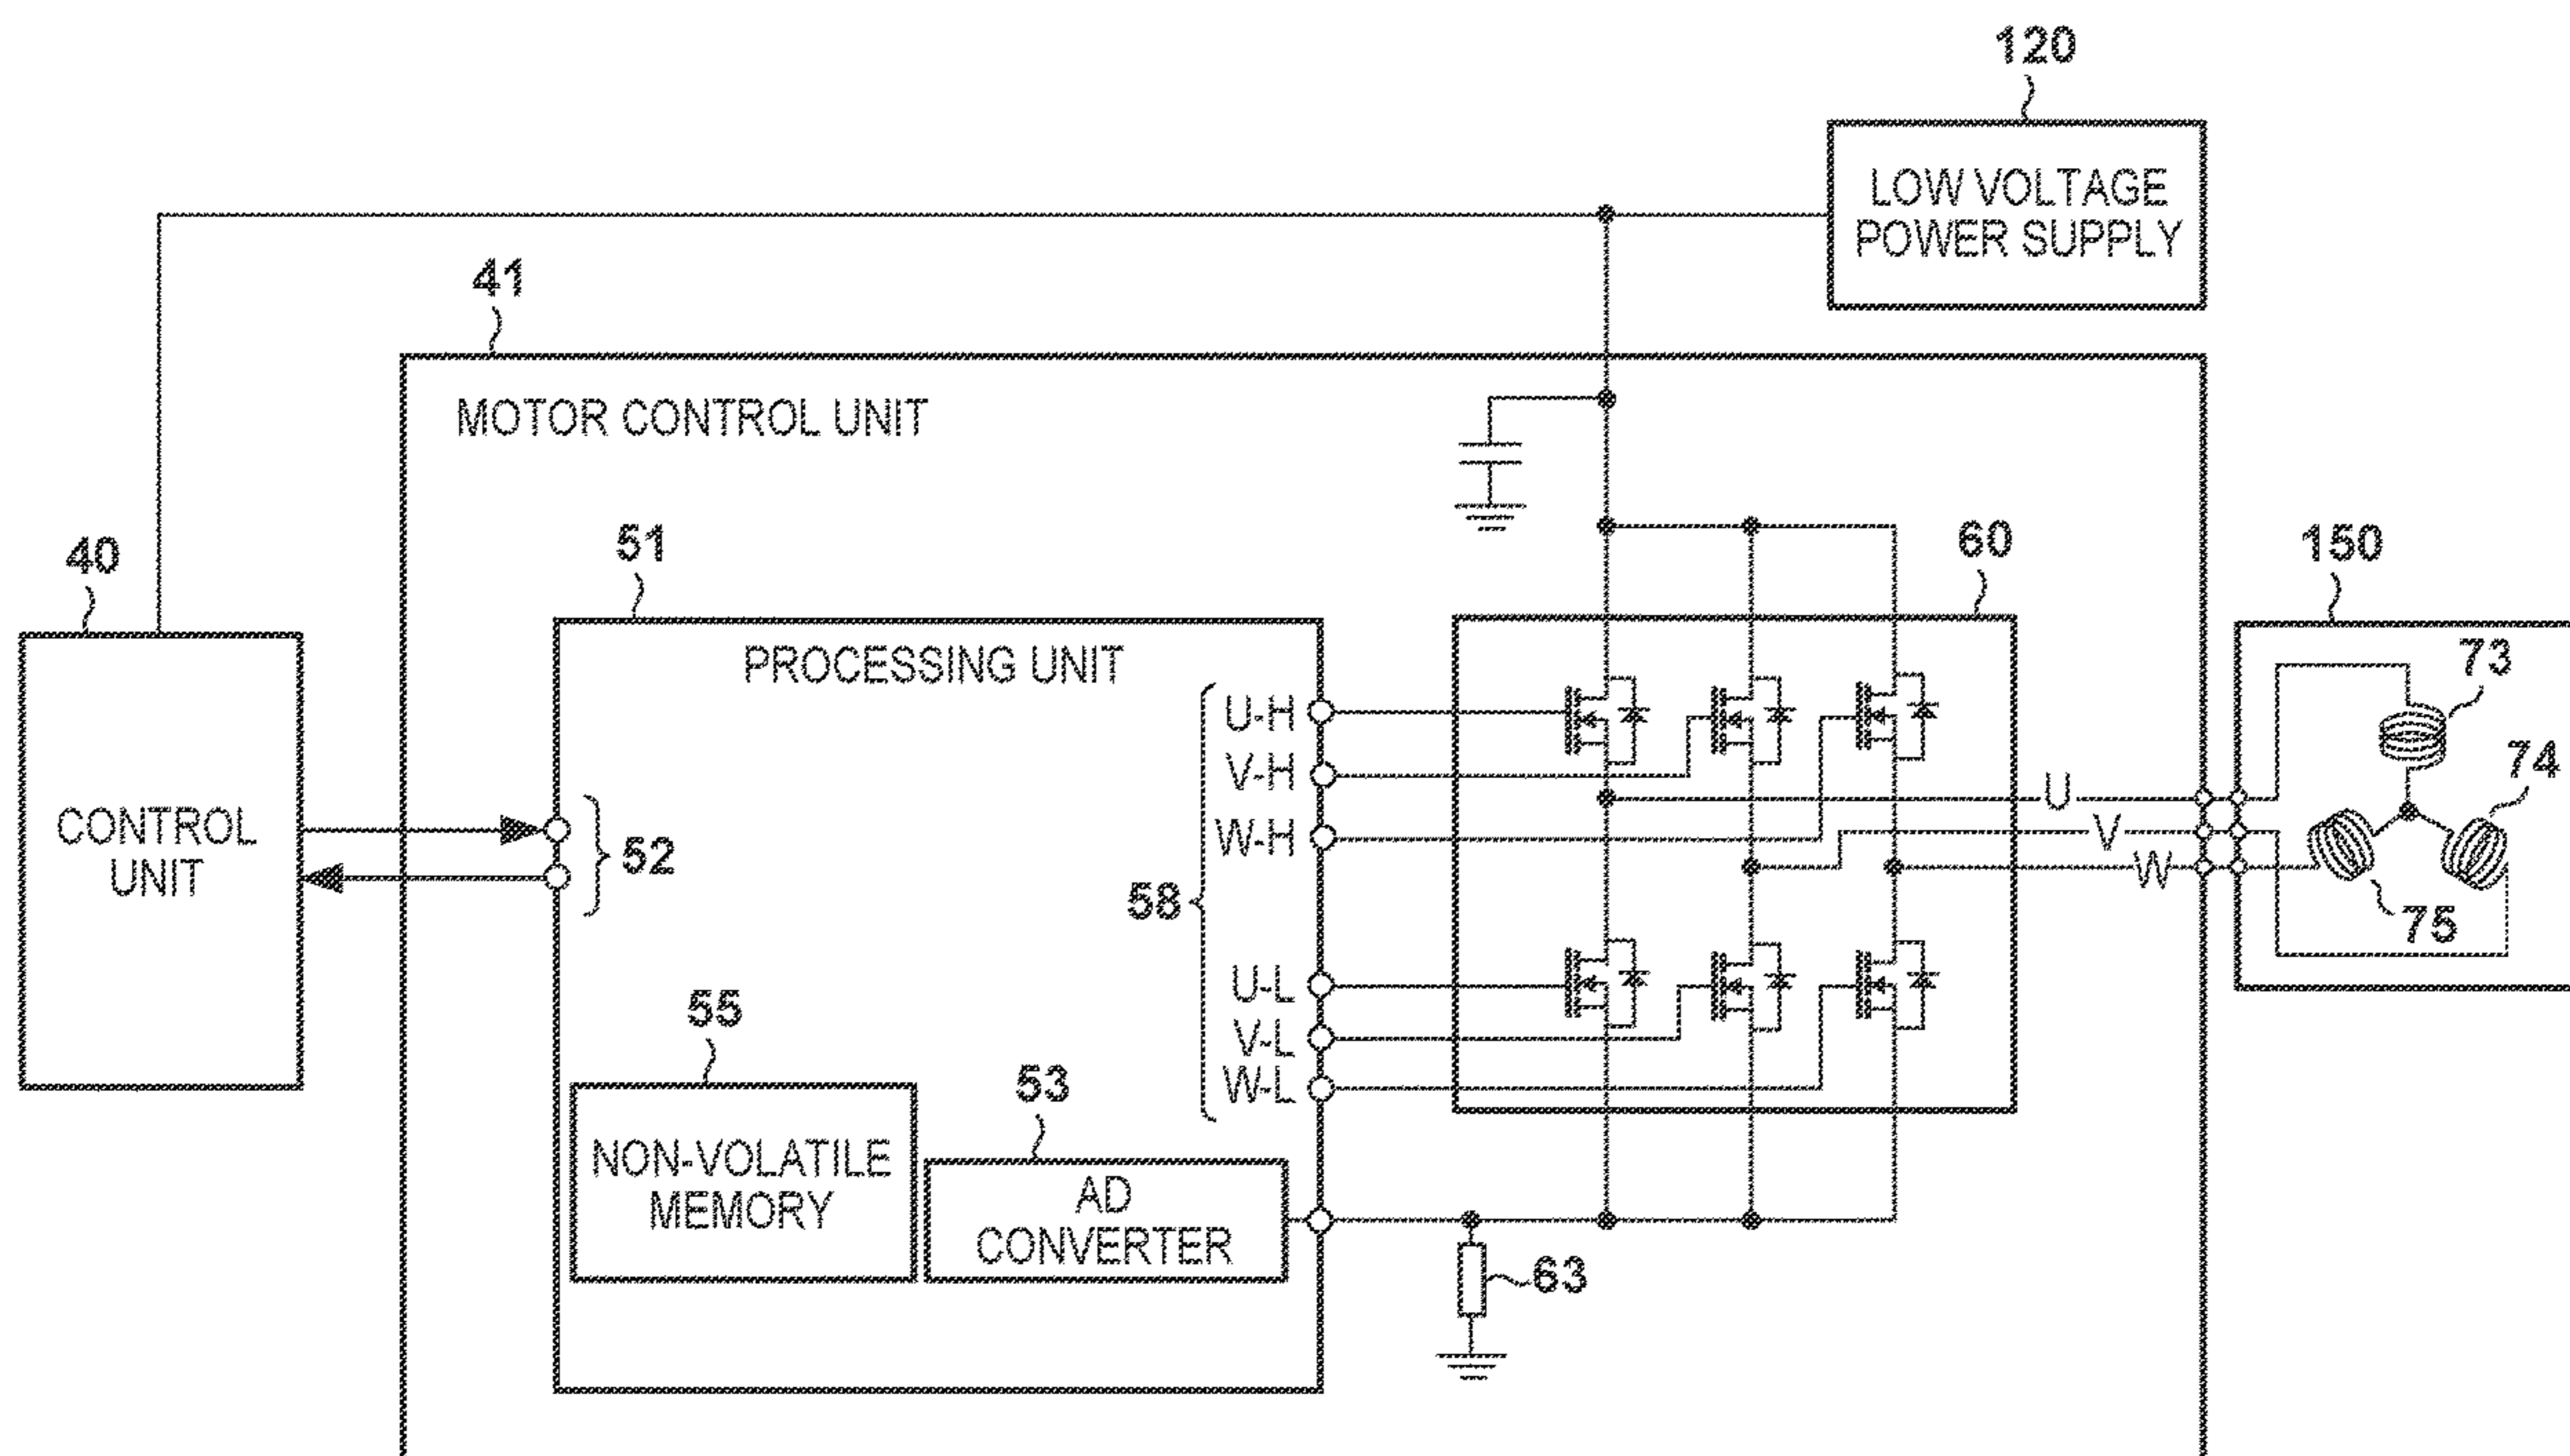 120
LOW VOLTAGE
POWER SUPPLY
41
MOTOR CONTROL UNIT
40
CONTROL
UNIT
51
PROCESSING UNIT
52
58
U-H
V-H
W-H
U-L
V-L
W-L
55
NON-VOLATILE
MEMORY
53
AD
CONVERTER
60
63
U
V
W
150
73
74
75